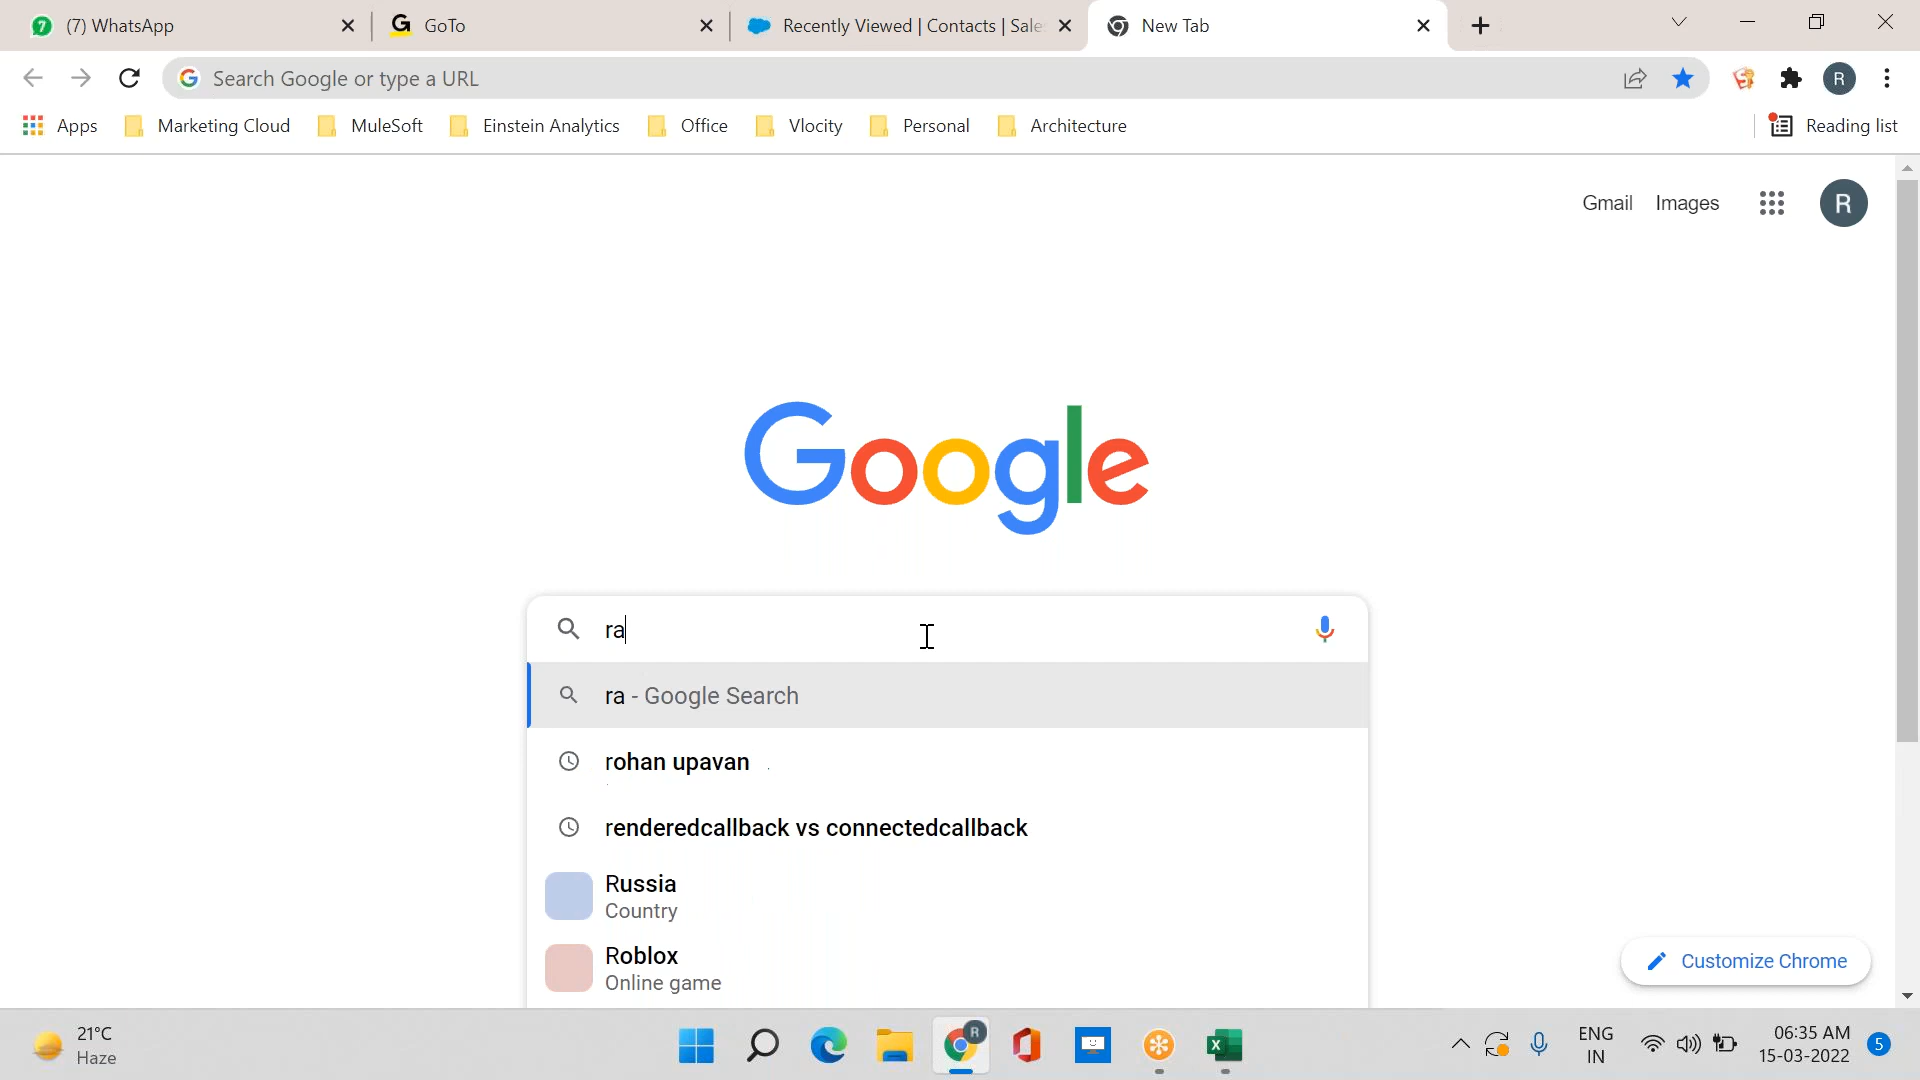 (7) WhatsApp
GoTo
Recently Viewed | Contacts | Sale
New Tab
Search Google or type a URL
R
Apps
Marketing Cloud
MuleSoft
Einstein Analytics
Office
Vlocity
Personal
Architecture
Reading list
Gmail
Images
R
Google
ra
ra - Google Search
rohan upavan
renderedcallback vs connectedcallback
Russia
Country
Roblox
Online game
Customize Chrome
21°C
Haze
R
ENG
IN
06:35 AM
15-03-2022
5